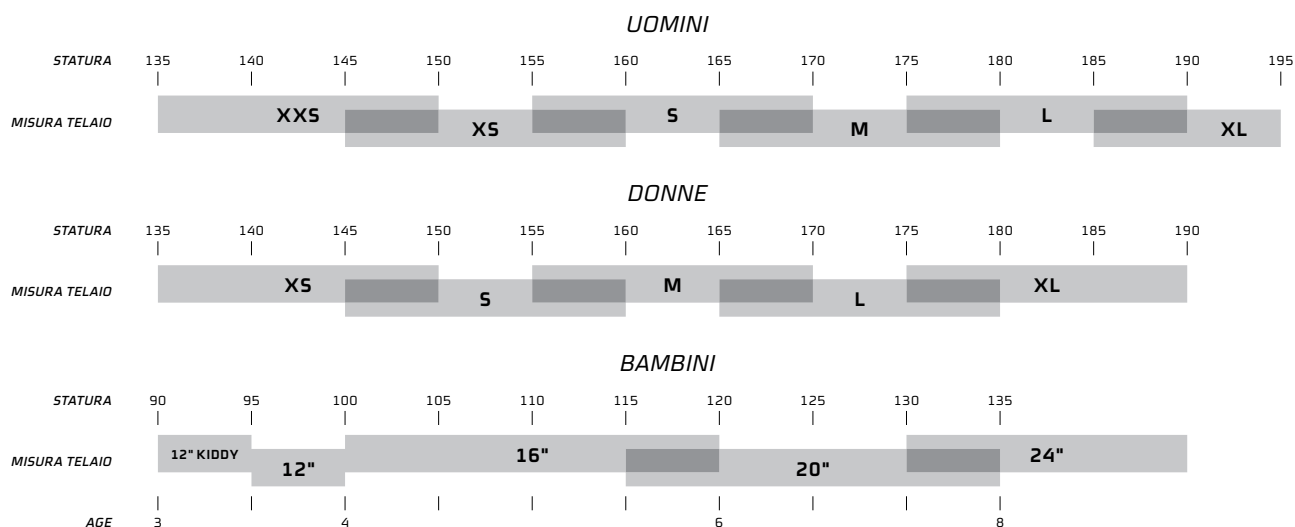 UOMINI
STATURA 135 140 145 150 155 160 165 170 175 180 185 190 195
MISURA TELAIO XXS XS S M L XL
DONNE
STATURA 135 140 145 150 155 160 165 170 175 180 185 190
MISURA TELAIO XS S M L XL
BAMBINI
STATURA 90 95 100 105 110 115 120 125 130 135
MISURA TELAIO 12" KIDDY 12" 16" 20" 24"
AGE 3 4 6 8